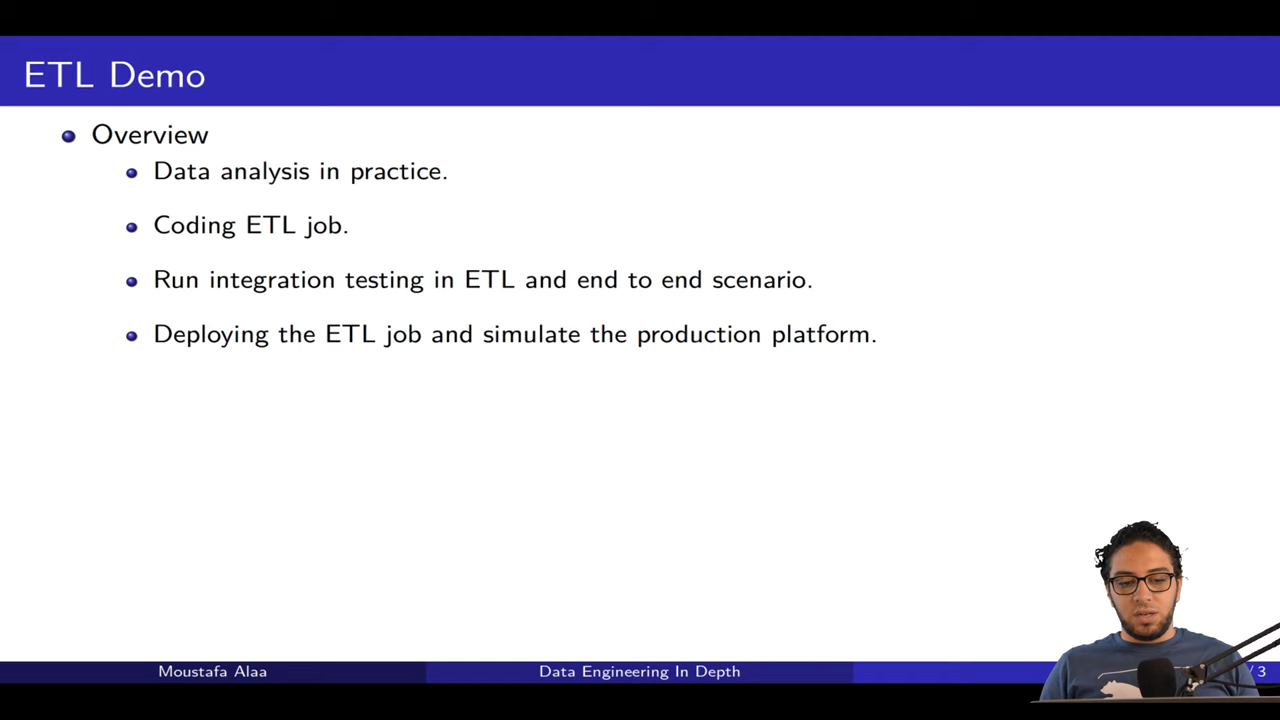 ETL Demo
Overview
Data analysis in practice.
Coding ETL job.
Run integration testing in ETL and end to end scenario.
Deploying the ETL job and simulate the production platform.
Moustafa Alaa
Data Engineering In Depth
/ 3